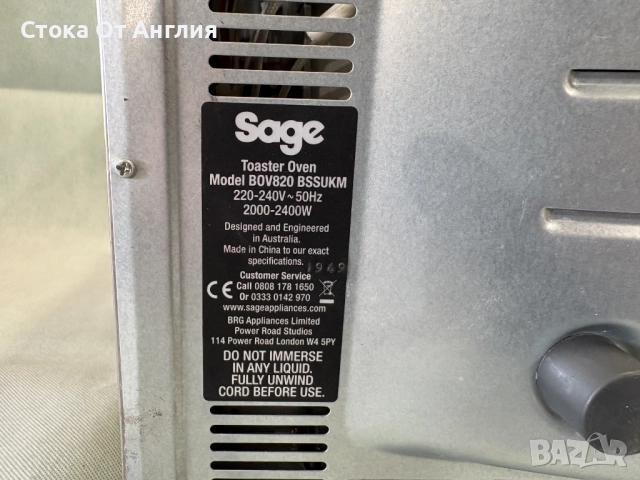 Стока От Англия
Sage
Toaster Oven
Model BOV820 BSSUKM
220-240V ~ 50Hz
2000-2400W
Designed and Engineered
in Australia.
Made in China to our exact
specifications.
1949
Customer Service
Call 0808 178 1650
Or 0333 0142 970
CE
www.sageappliances.com
BRG Appliances Limited
Power Road Studios
114 Power Road London W4 5PY
DO NOT IMMERSE
IN ANY LIQUID.
FULLY UNWIND
CORD BEFORE USE.
BAZAR